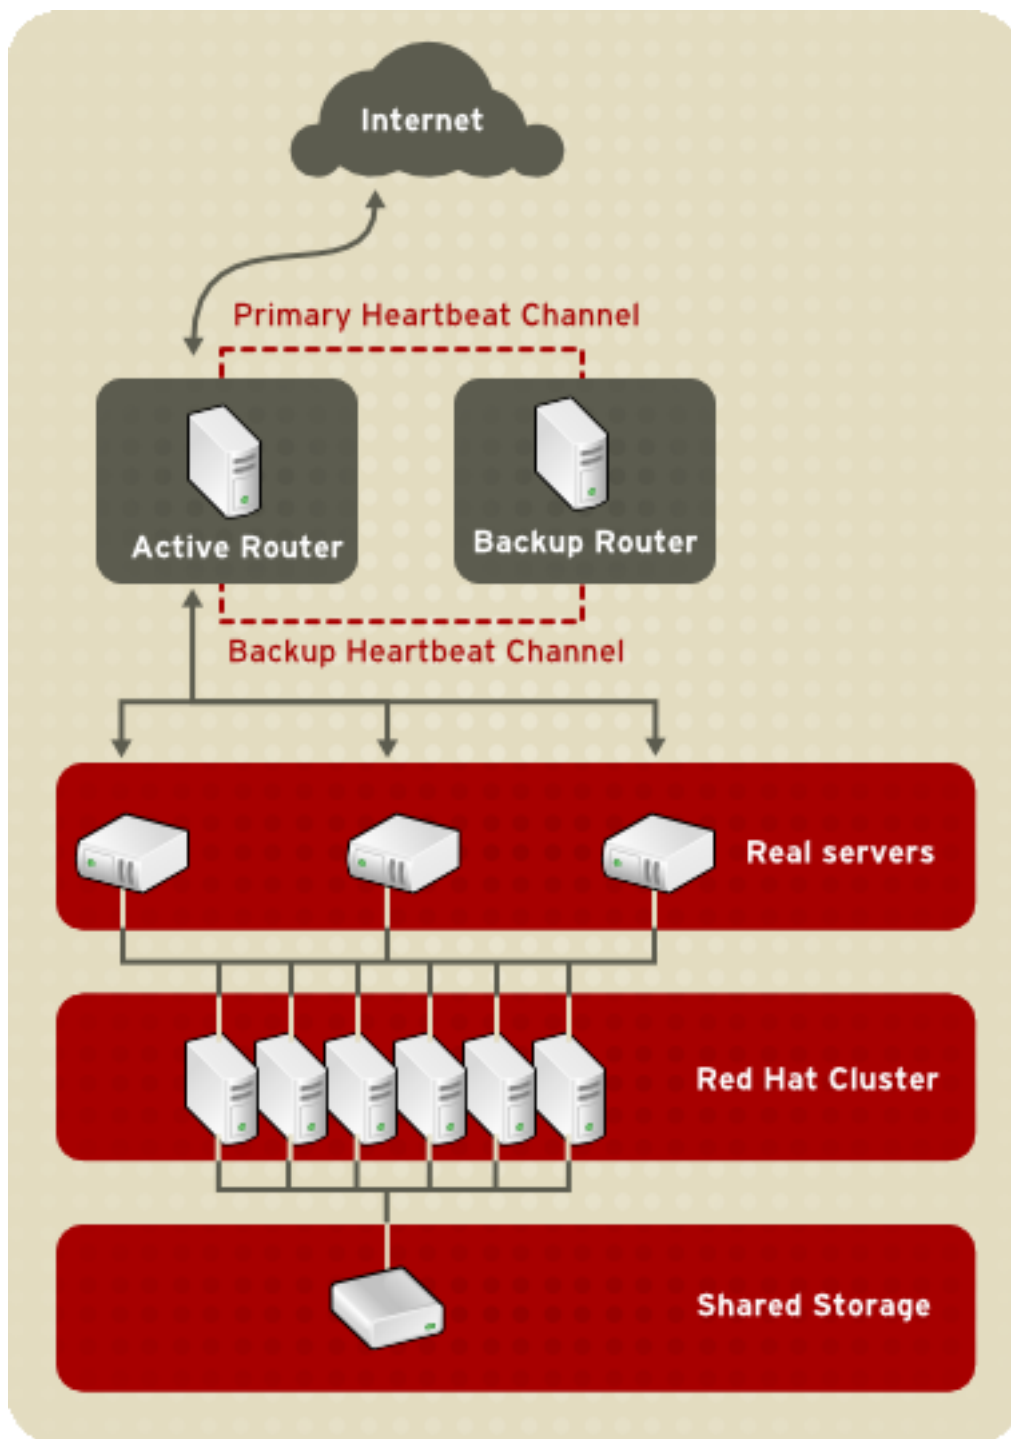 Internet
Primary Heartbeat Channel
Active Router
Backup Router
Backup Heartbeat Channel
Real servers
Red Hat Cluster
Shared Storage